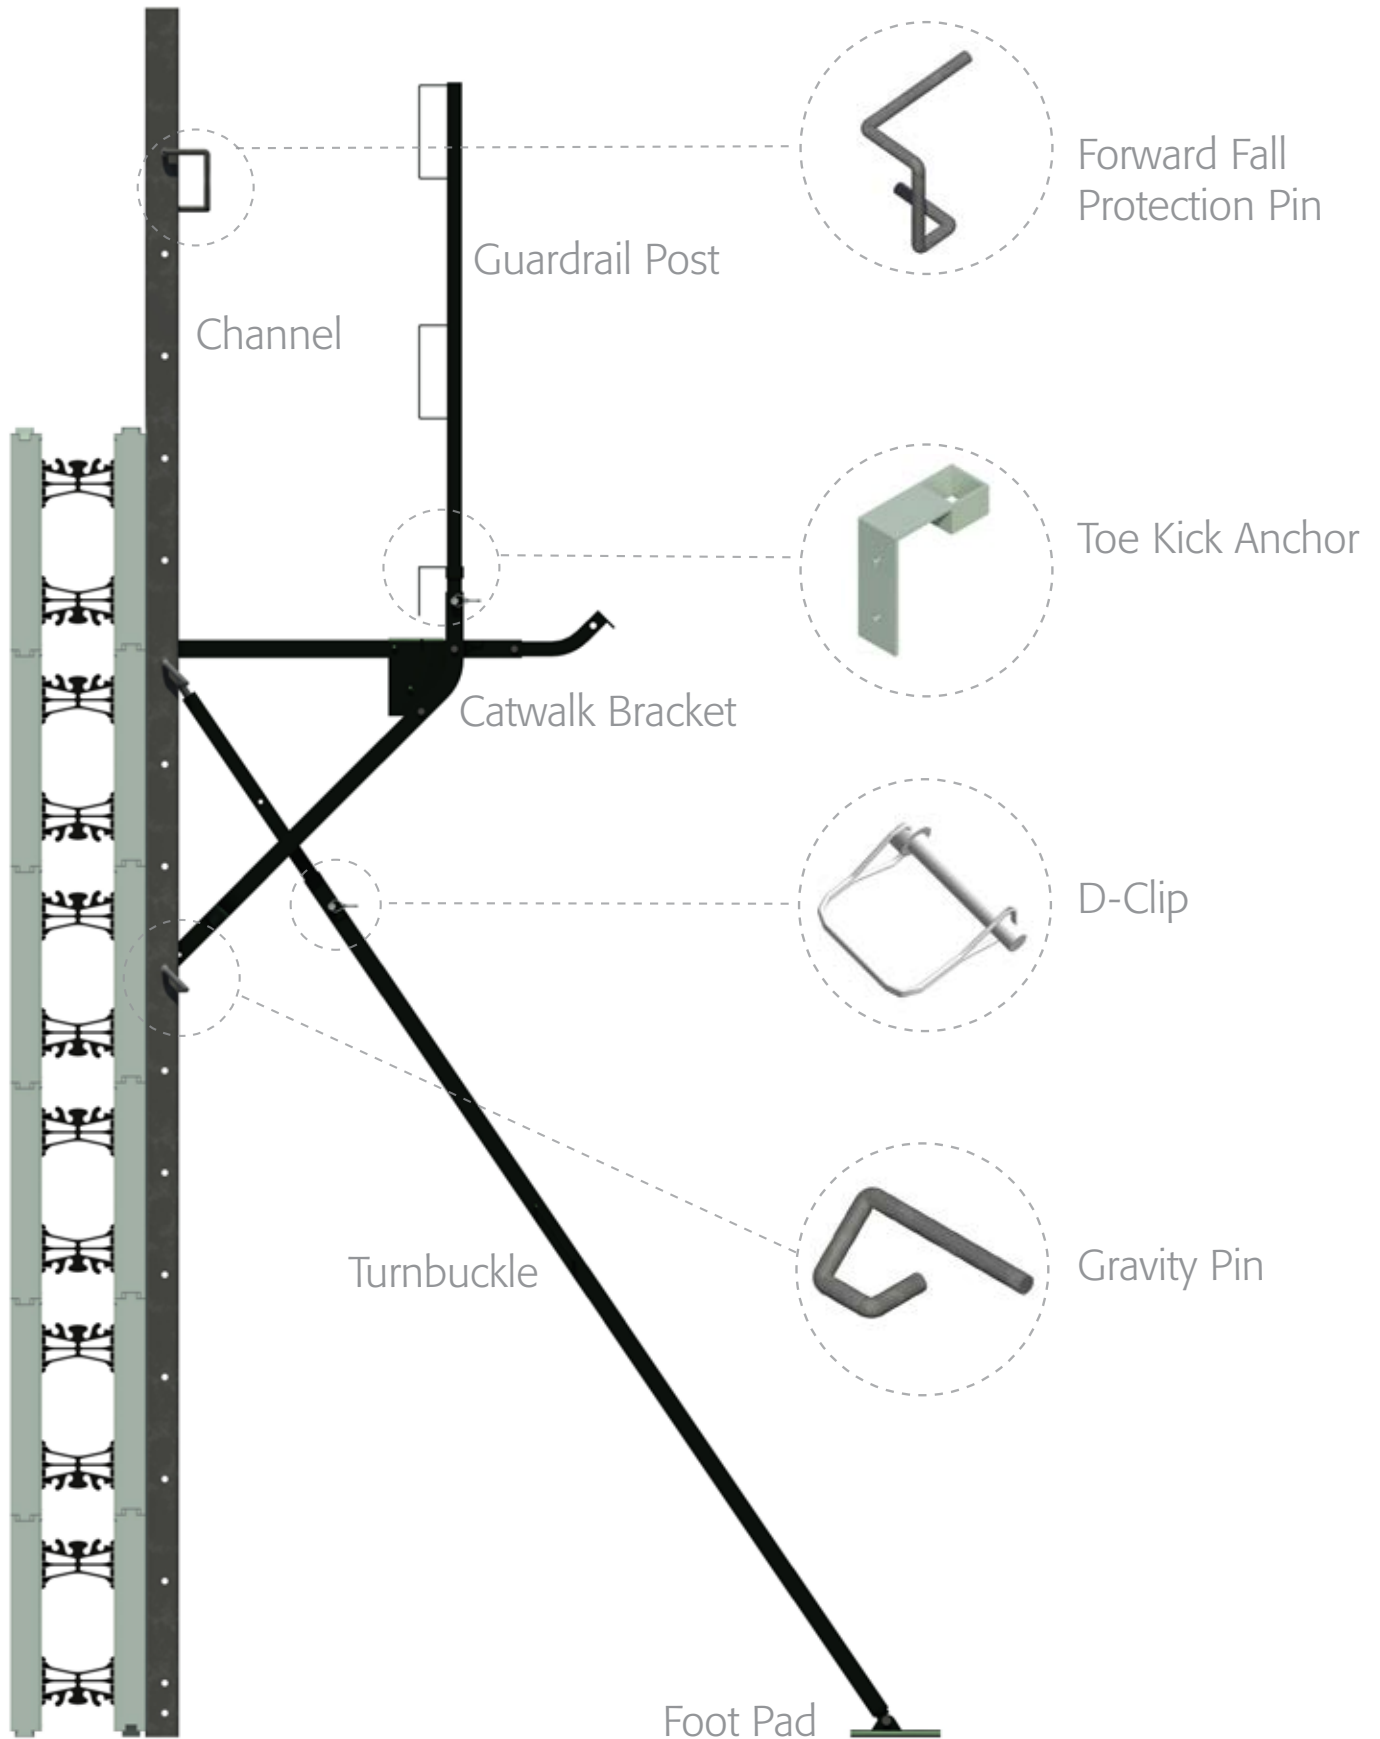 Forward Fall
Protection Pin
Guardrail Post
Channel
Toe Kick Anchor
Catwalk Bracket
D-Clip
Turnbuckle
Gravity Pin
Foot Pad